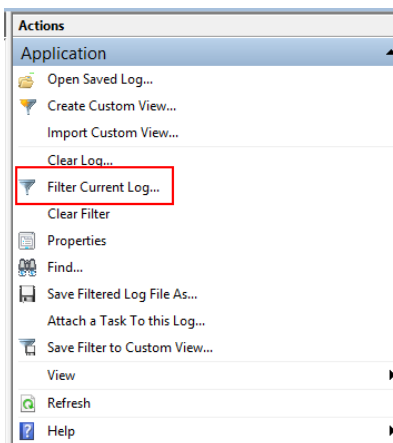 Actions
Application
Open Saved Log...
Create Custom View...
Import Custom View...
Clear Log...
Filter Current Log...
Clear Filter
Properties
Find...
Save Filtered Log File As...
Attach a Task To this Log...
Save Filter to Custom View...
View
Refresh
Help